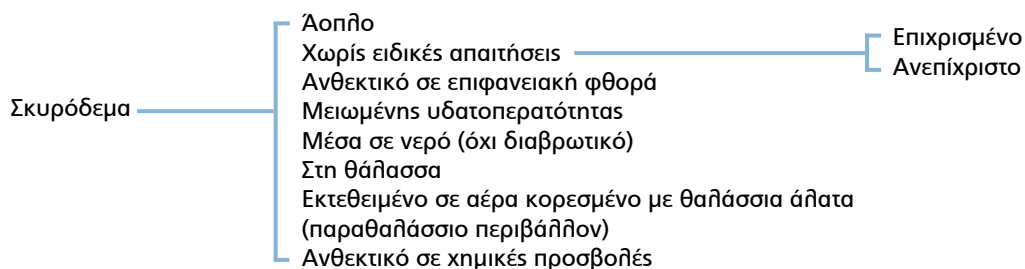 Άοπλο
Χωρίς ειδικές απαιτήσεις
Επιχρισμένο
Ανεπίχριστο
Ανθεκτικό σε επιφανειακή φθορά
Σκυρόδεμα
Μειωμένης υδατοπερατότητας
Μέσα σε νερό (όχι διαβρωτικό)
Στη θάλασσα
Εκτεθειμένο σε αέρα κορεσμένο με θαλάσσια άλατα
(παραθαλάσσιο περιβάλλον)
Ανθεκτικό σε χημικές προσβολές